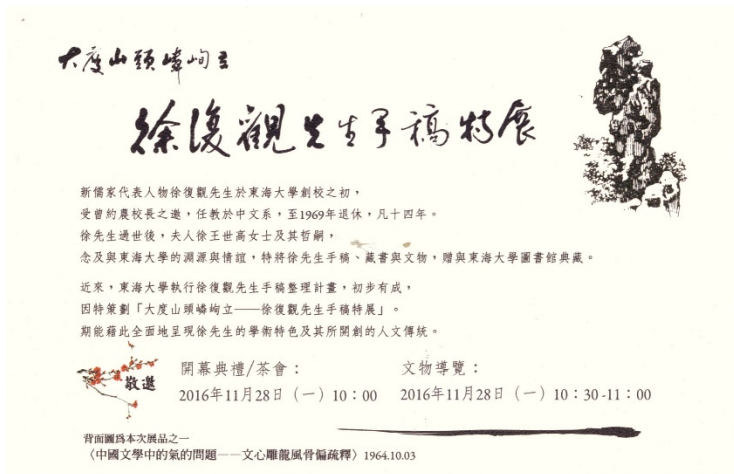 大度山頭嶙峋立
徐復觀先生手稿特展
新儒家代表人物徐復觀先生於東海大學創校之初，
受曾約農校長之邀，任教於中文系，至1969年退休，凡十四年。
徐先生過世後，夫人徐王世高女士及其哲嗣，
念及與東海大學的淵源與情誼，特將徐先生手稿、藏書與文物，贈與東海大學圖書館典藏。
近來，東海大學執行徐復觀先生手稿整理計畫，初步有成，
因特策劃「大度山頭嶙峋立——徐復觀先生手稿特展」。
期能藉此全面地呈現徐先生的學術特色及其所開創的人文傳統。
敬邀
開幕典禮/茶會：
2016年11月28日（一）10：00
文物導覽：
2016年11月28日（一）10：30-11：00
背面圖為本次展品之一
〈中國文學中的氣的問題——文心雕龍風骨偏疏釋〉1964.10.03